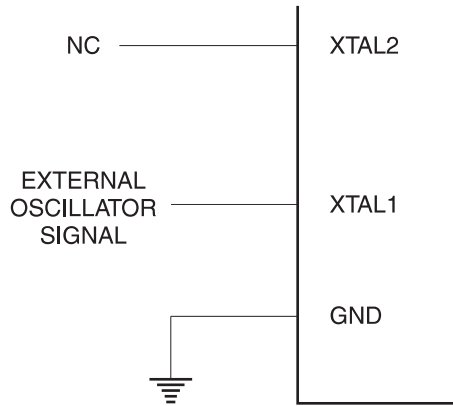 NC
XTAL2
EXTERNAL
OSCILLATOR
SIGNAL
XTAL1
GND